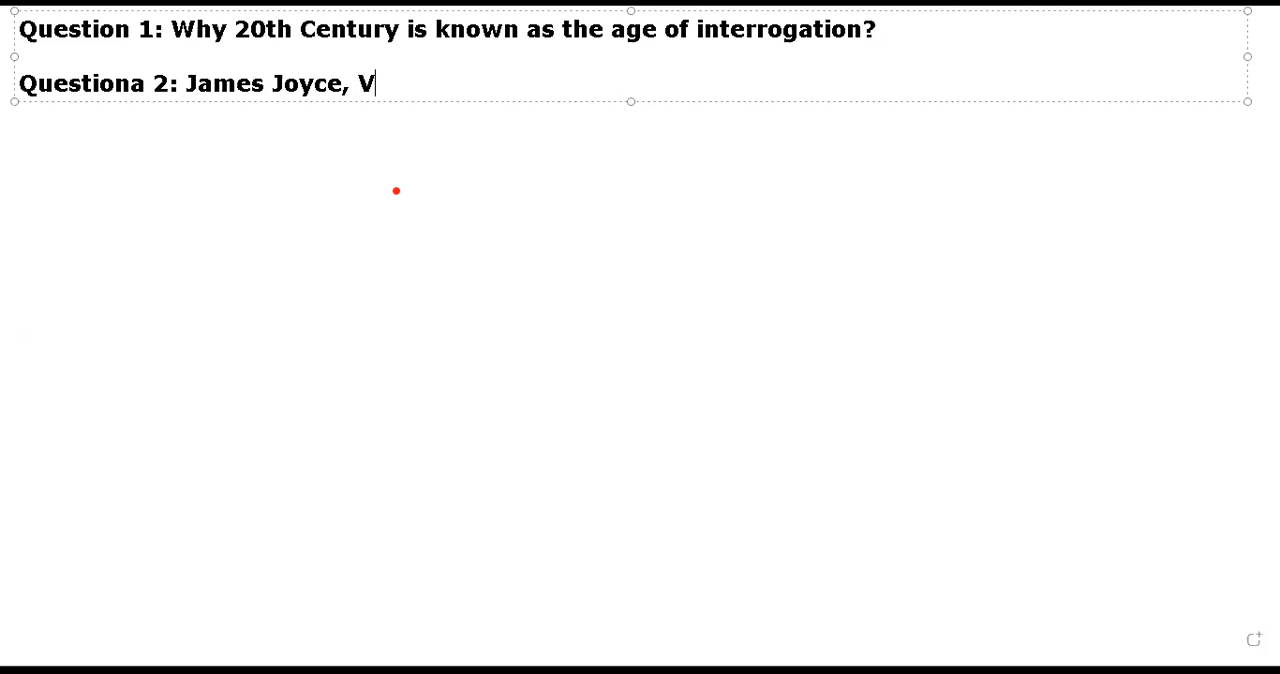 Question 1: Why 20th Century is known as the age of interrogation?
Questiona 2: James Joyce, V